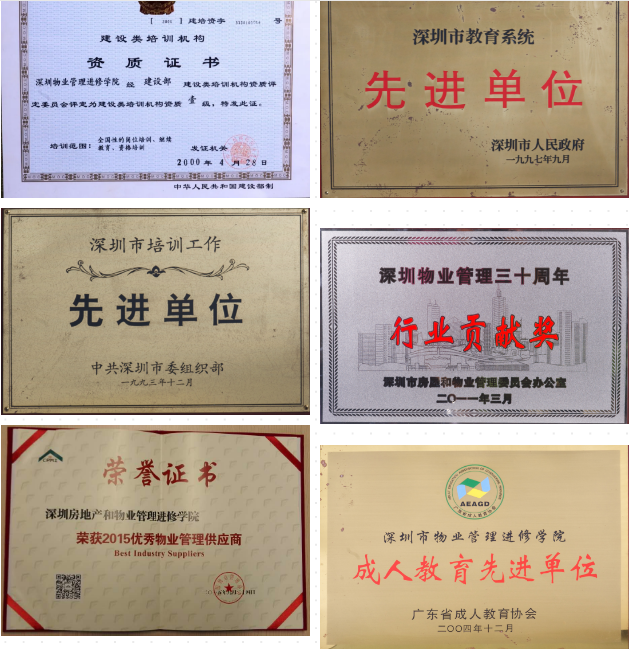 建培资字
号
建设类培训机构
资质证书
深圳物业管理进修学院 经 建设部 建设类培训机构资质评
定委员会评定为建设类培训机构资质 壹 级,特发此证。
培训范围:全国性的岗位培训、继续
教育、资格培训
发证机关
2000 年 4 月 28 日
中华人民共和国建设部制
深圳市教育系统
先进单位
深圳市人民政府
一九九七年九月
深圳市培训工作
先进单位
中共深圳市委组织部
一九九三年十二月
深圳物业管理三十周年
行业贡献奖
深圳市房屋和物业管理委员会办公室
二〇一一年三月
荣誉证书
深圳房地产和物业管理进修学院
荣获2015优秀物业管理供应商
Best Industry Suppliers
AEAGD
深圳市物业管理进修学院
成人教育先进单位
广东省成人教育协会
二〇〇四年十二月